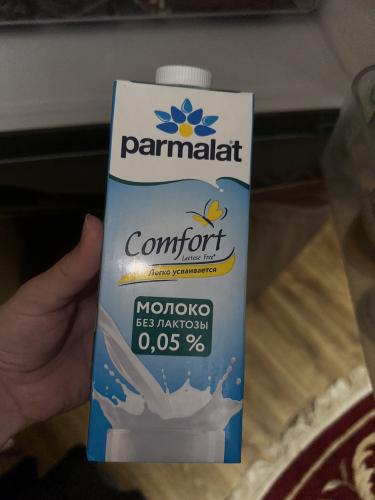 parmalat
Comfort
Lactose Free*
Легко усваивается
МОЛОКО
БЕЗ ЛАКТОЗЫ
0,05 %